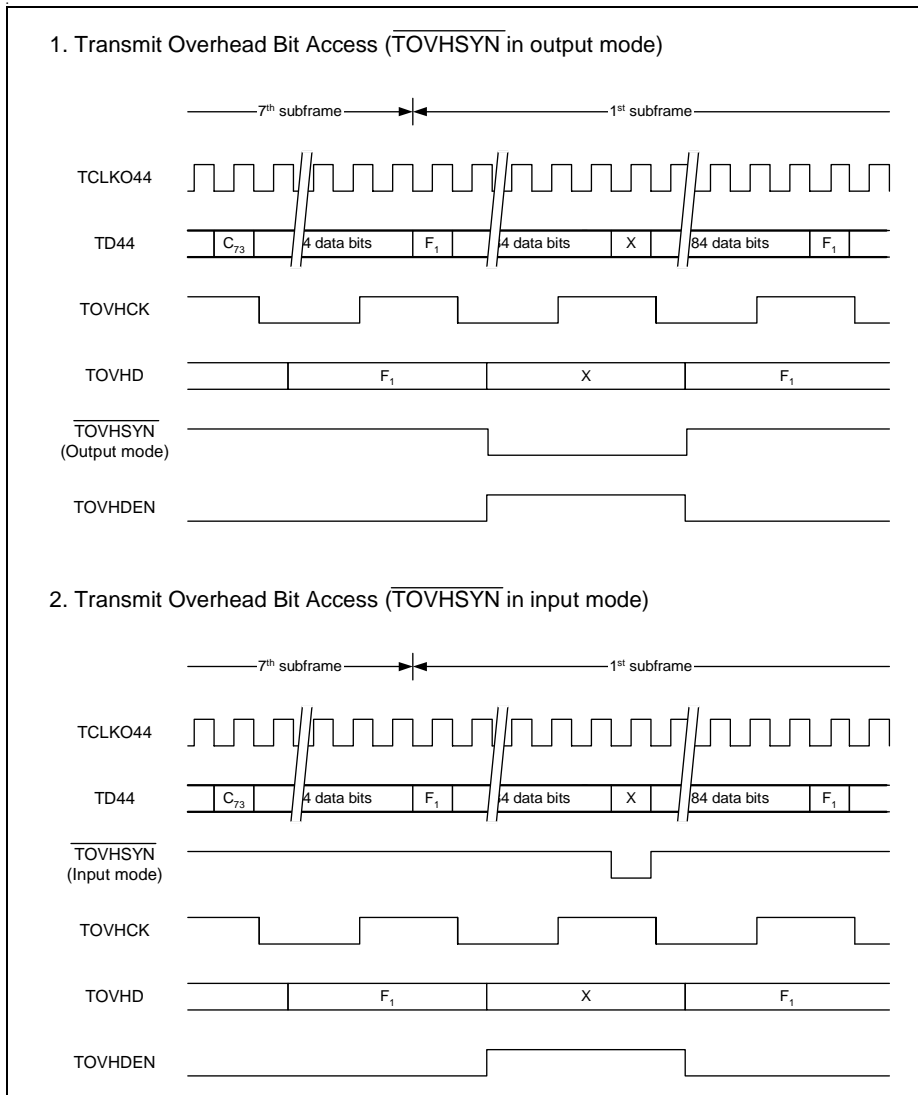 1. Transmit Overhead Bit Access (TOVHSYN in output mode)
7th subframe
1st subframe
TCLKO44
TD44
C73
4 data bits
F1
4 data bits
X
84 data bits
F1
TOVHCK
TOVHD
F1
X
F1
TOVHSYN
(Output mode)
TOVHDEN
2. Transmit Overhead Bit Access (TOVHSYN in input mode)
7th subframe
1st subframe
TCLKO44
TD44
C73
4 data bits
F1
4 data bits
X
84 data bits
F1
TOVHSYN
(Input mode)
TOVHCK
TOVHD
F1
X
F1
TOVHDEN